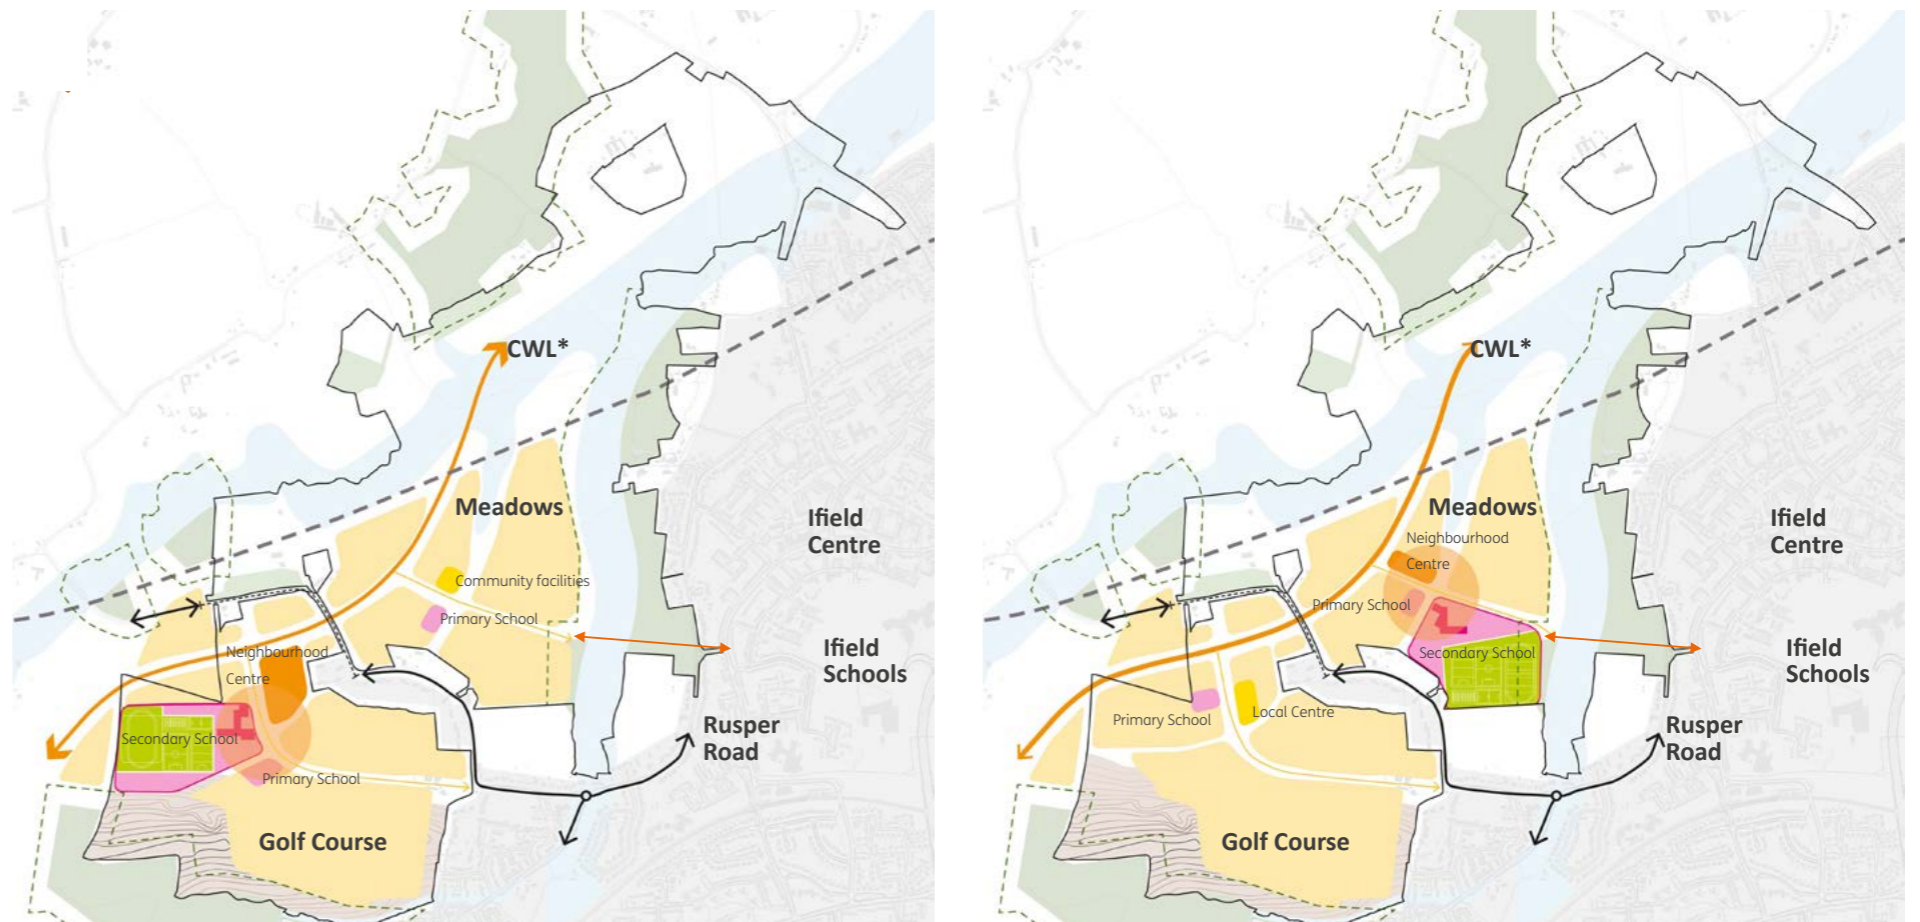 CWL*
Meadows
Ifield
Centre
Community facilities
Primary School
Neighbourhood
Centre
Ifield
Schools
Secondary School
Primary School
Rusper
Road
Golf Course
CWL*
Meadows
Neighbourhood
Centre
Ifield
Centre
Primary School
Secondary School
Ifield
Schools
Primary School
Local Centre
Rusper
Road
Golf Course